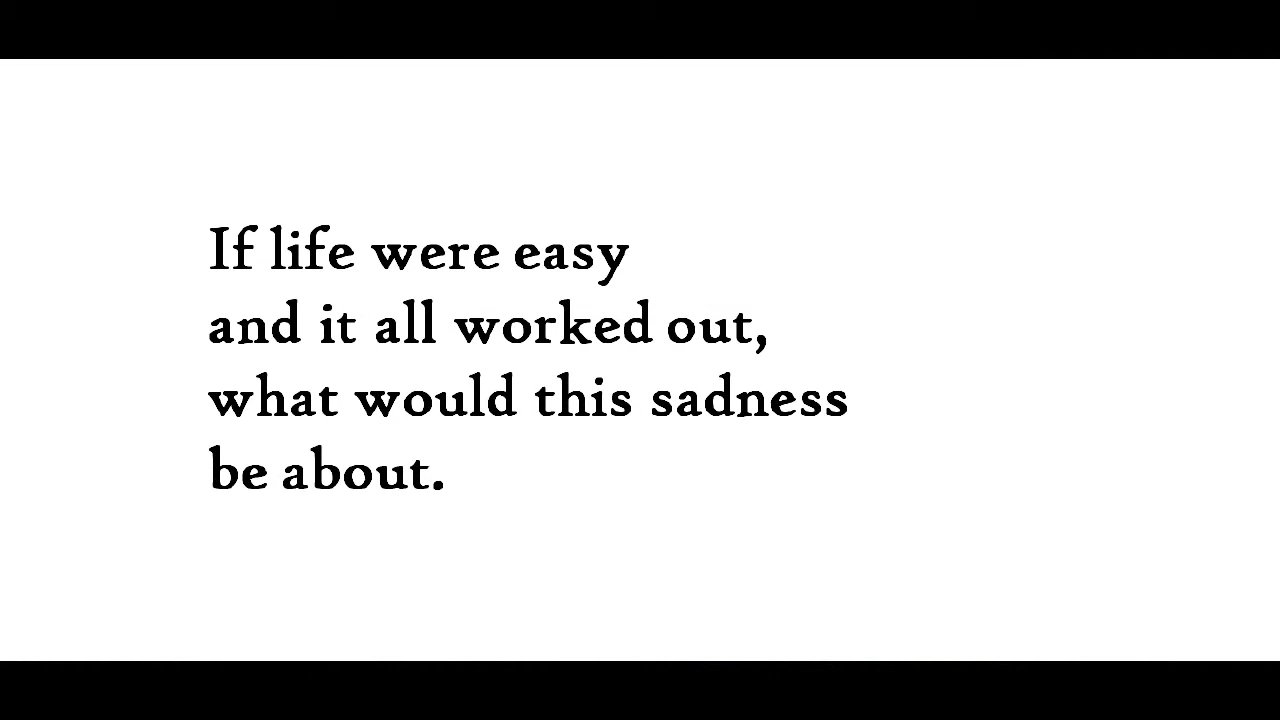 If life were easy
and it all worked out,
what would this sadness
be about.